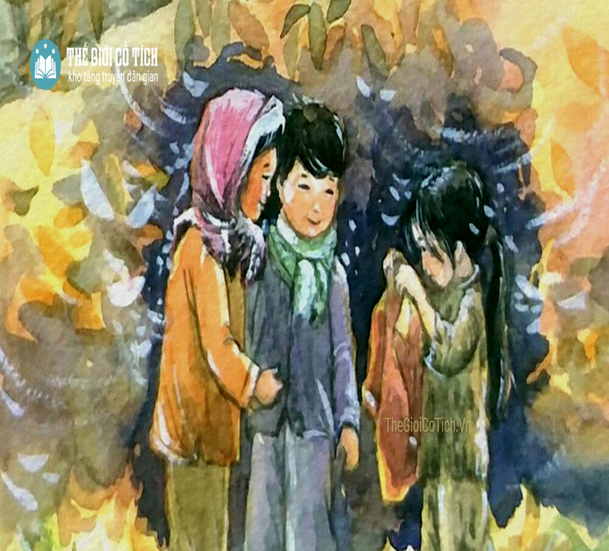 THẾ GIỚI CỔ TÍCH
kho tàng truyện dân gian
TheGioiCoTich.Vn